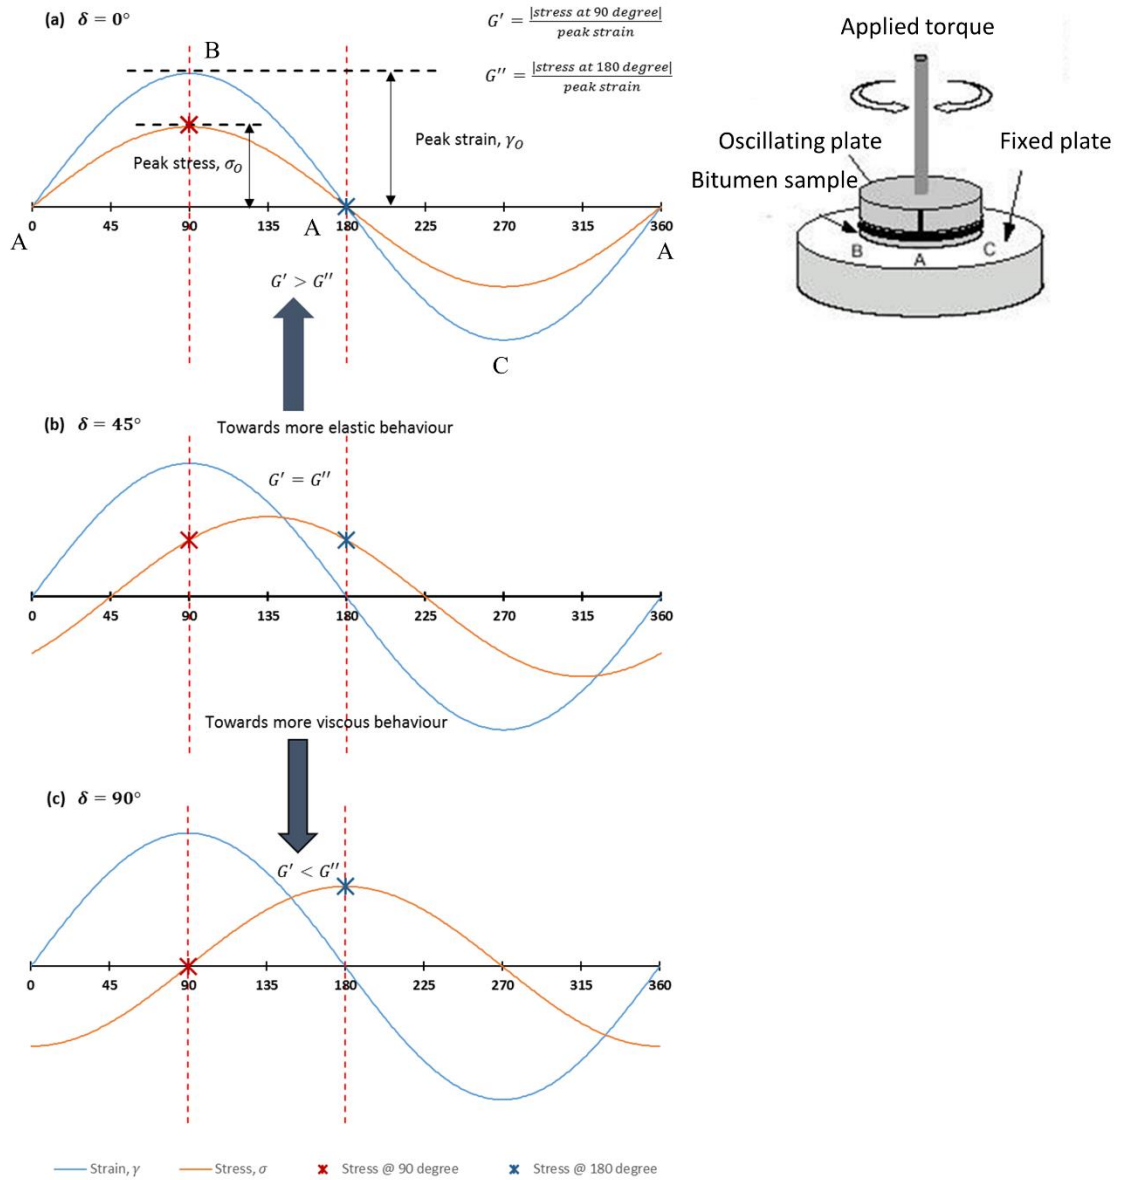 (a) δ = 0°
G′ = |stress at 90 degree| / peak strain
G′′ = |stress at 180 degree| / peak strain
B
Peak stress, σO
Peak strain, γO
0 45 90 135 180 225 270 315 360
A A A
G′ > G′′
C
Applied torque
Oscillating plate
Fixed plate
Bitumen sample
B A C
(b) δ = 45°
Towards more elastic behaviour
G′ = G′′
0 45 90 135 180 225 270 315 360
Towards more viscous behaviour
(c) δ = 90°
G′ < G′′
0 45 90 135 180 225 270 315 360
Strain, γ Stress, σ Stress @ 90 degree Stress @ 180 degree